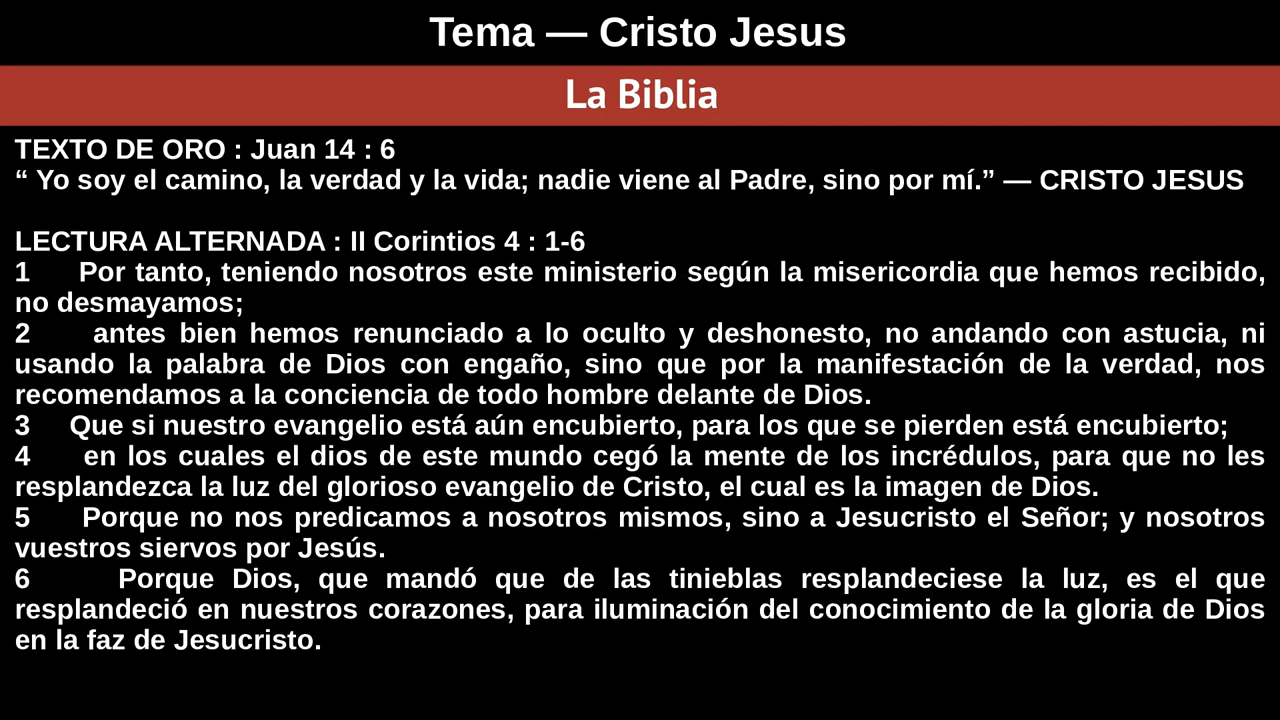 Tema — Cristo Jesus
La Biblia
TEXTO DE ORO : Juan 14 : 6
“ Yo soy el camino, la verdad y la vida; nadie viene al Padre, sino por mí.” — CRISTO JESUS
LECTURA ALTERNADA : II Corintios 4 : 1-6
1 Por tanto, teniendo nosotros este ministerio según la misericordia que hemos recibido,
no desmayamos;
2 antes bien hemos renunciado a lo oculto y deshonesto, no andando con astucia, ni
usando la palabra de Dios con engaño, sino que por la manifestación de la verdad, nos
recomendamos a la conciencia de todo hombre delante de Dios.
3 Que si nuestro evangelio está aún encubierto, para los que se pierden está encubierto;
4 en los cuales el dios de este mundo cegó la mente de los incrédulos, para que no les
resplandezca la luz del glorioso evangelio de Cristo, el cual es la imagen de Dios.
5 Porque no nos predicamos a nosotros mismos, sino a Jesucristo el Señor; y nosotros
vuestros siervos por Jesús.
6 Porque Dios, que mandó que de las tinieblas resplandeciese la luz, es el que
resplandeció en nuestros corazones, para iluminación del conocimiento de la gloria de Dios
en la faz de Jesucristo.